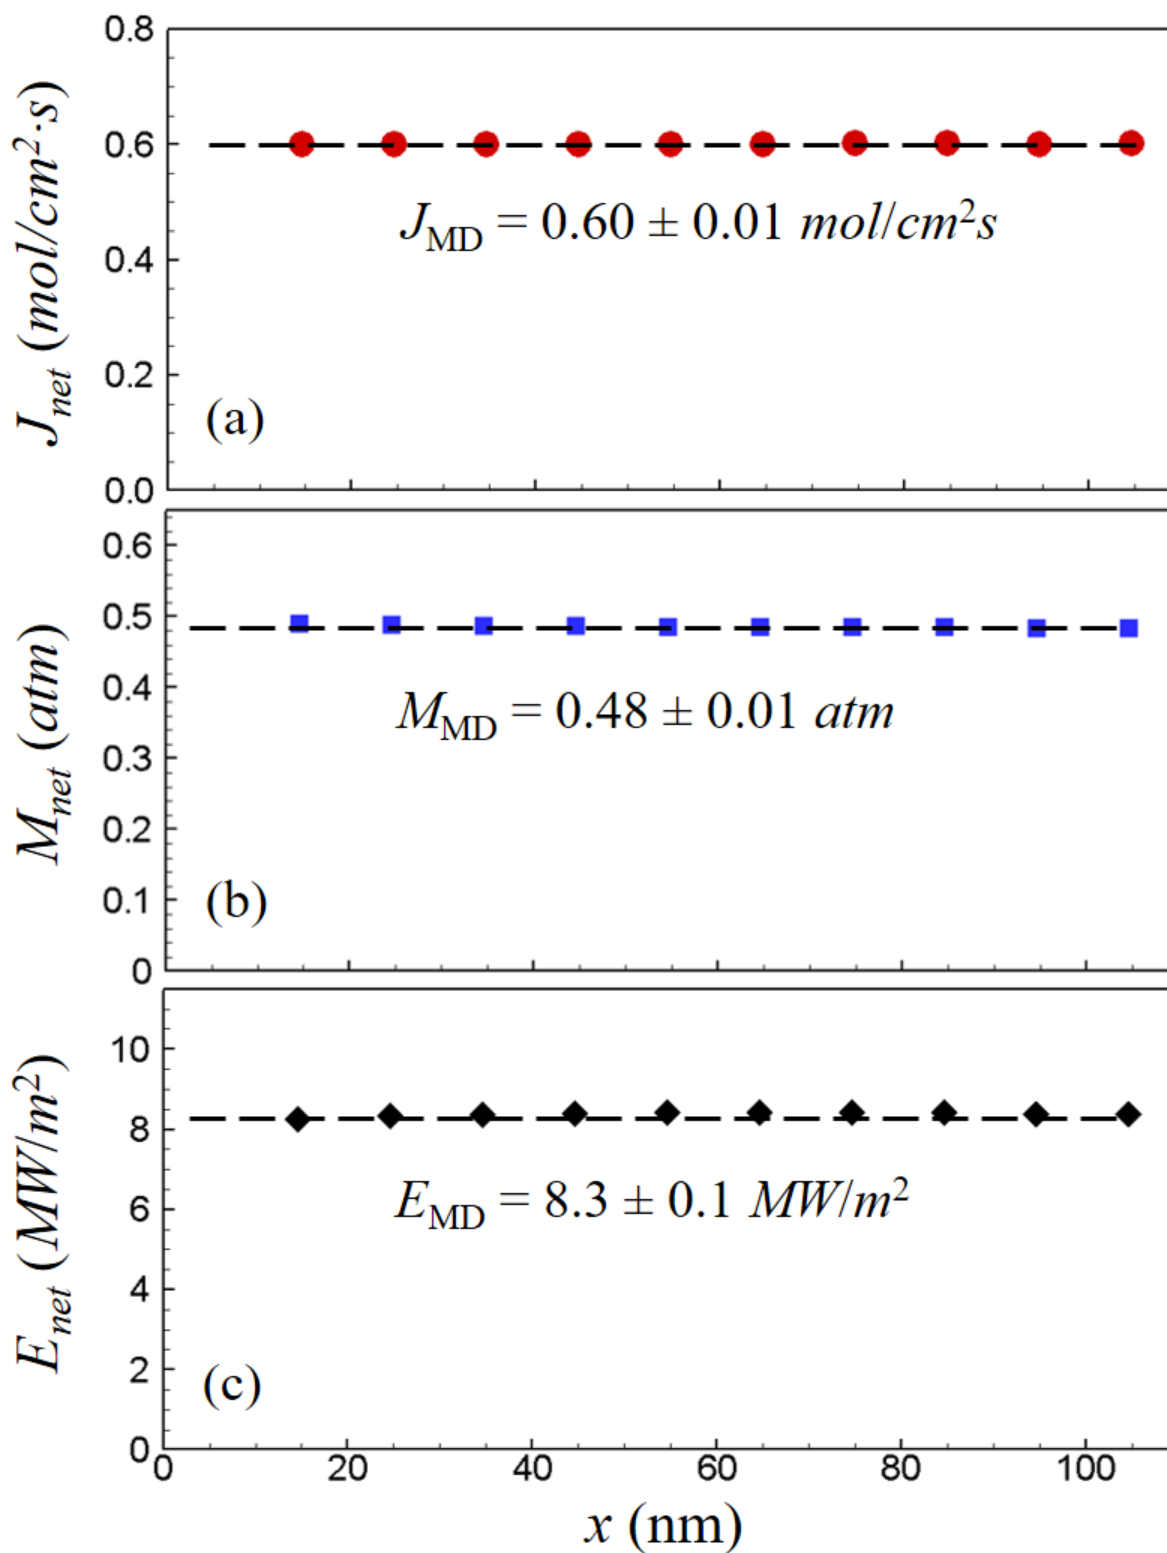 J_net (mol/cm²·s)
0.8
0.6
0.4
0.2
0.0
J_MD = 0.60 ± 0.01 mol/cm²s
(a)
M_net (atm)
0.6
0.5
0.4
0.3
0.2
0.1
0
M_MD = 0.48 ± 0.01 atm
(b)
E_net (MW/m²)
10
8
6
4
2
0
E_MD = 8.3 ± 0.1 MW/m²
(c)
0 20 40 60 80 100
x (nm)